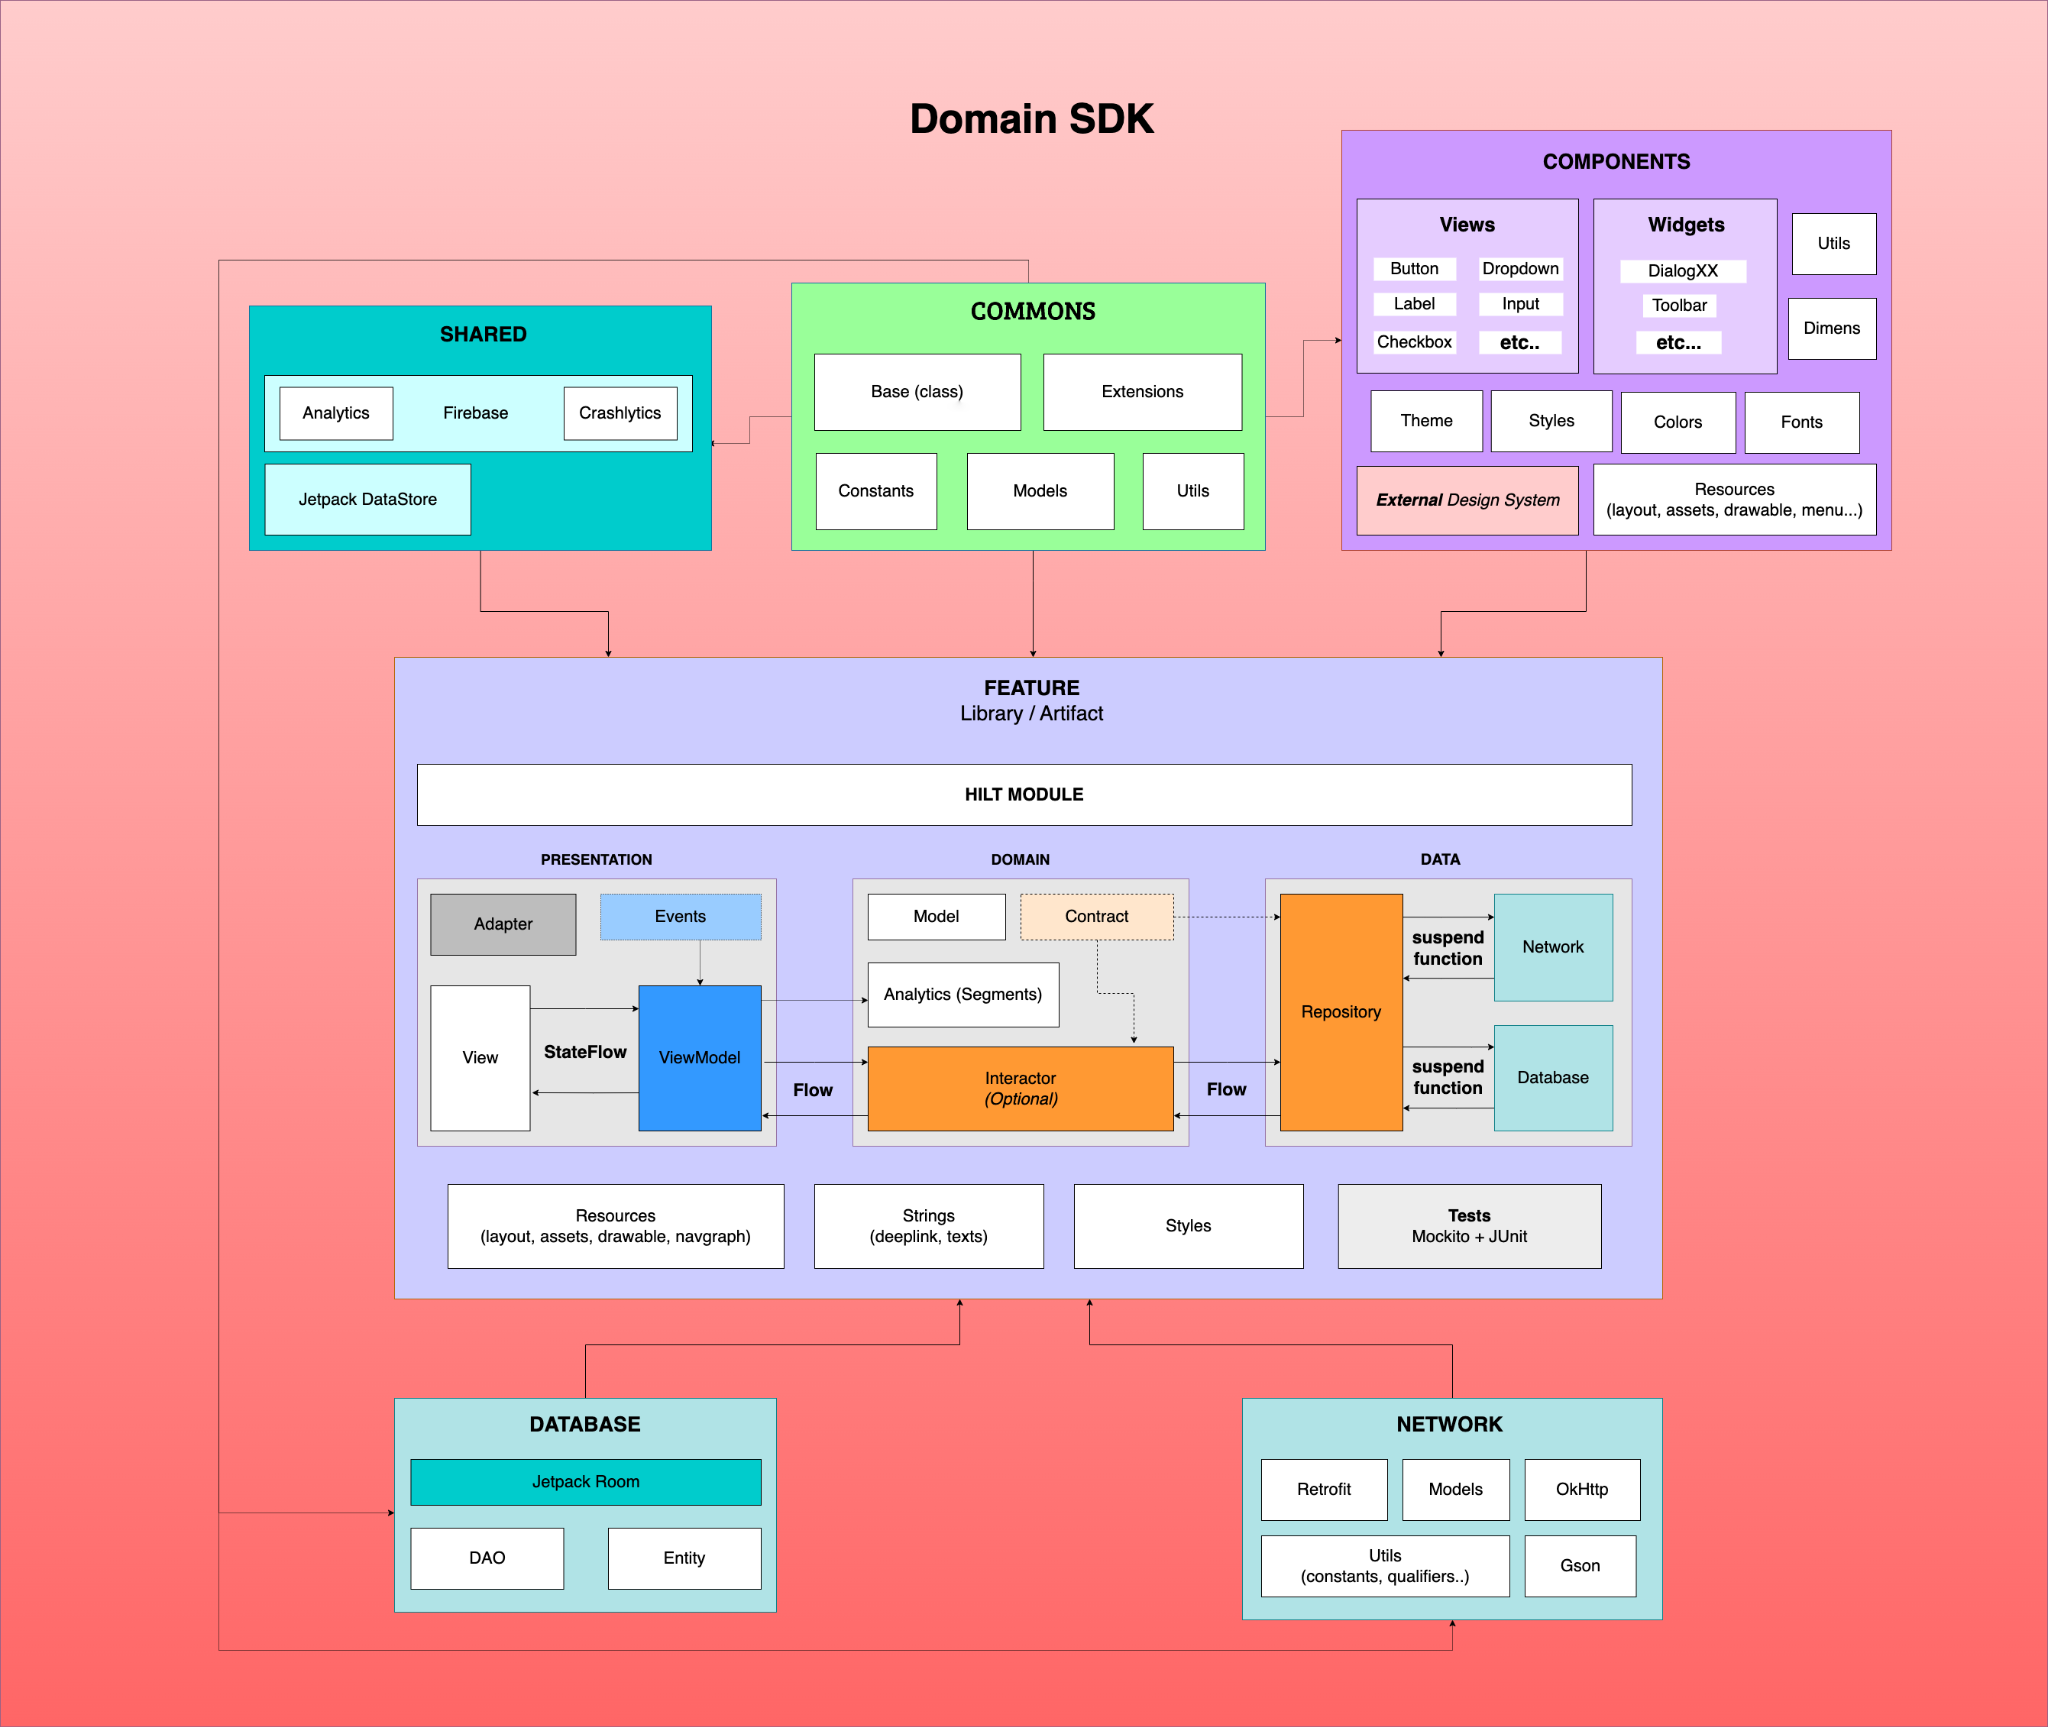 Domain SDK
SHARED
Analytics
Firebase
Crashlytics
Jetpack DataStore
COMMONS
Base (class)
Extensions
Constants
Models
Utils
COMPONENTS
Views
Button
Dropdown
Label
Input
Checkbox
etc..
Widgets
DialogXX
Toolbar
etc...
Utils
Dimens
Theme
Styles
Colors
Fonts
External Design System
Resources
(layout, assets, drawable, menu...)
FEATURE
Library / Artifact
HILT MODULE
PRESENTATION
Adapter
Events
View
StateFlow
ViewModel
Flow
DOMAIN
Model
Contract
Analytics (Segments)
Interactor
(Optional)
Flow
DATA
Repository
suspend
function
Network
suspend
function
Database
Resources
(layout, assets, drawable, navgraph)
Strings
(deeplink, texts)
Styles
Tests
Mockito + JUnit
DATABASE
Jetpack Room
DAO
Entity
NETWORK
Retrofit
Models
OkHttp
Utils
(constants, qualifiers..)
Gson